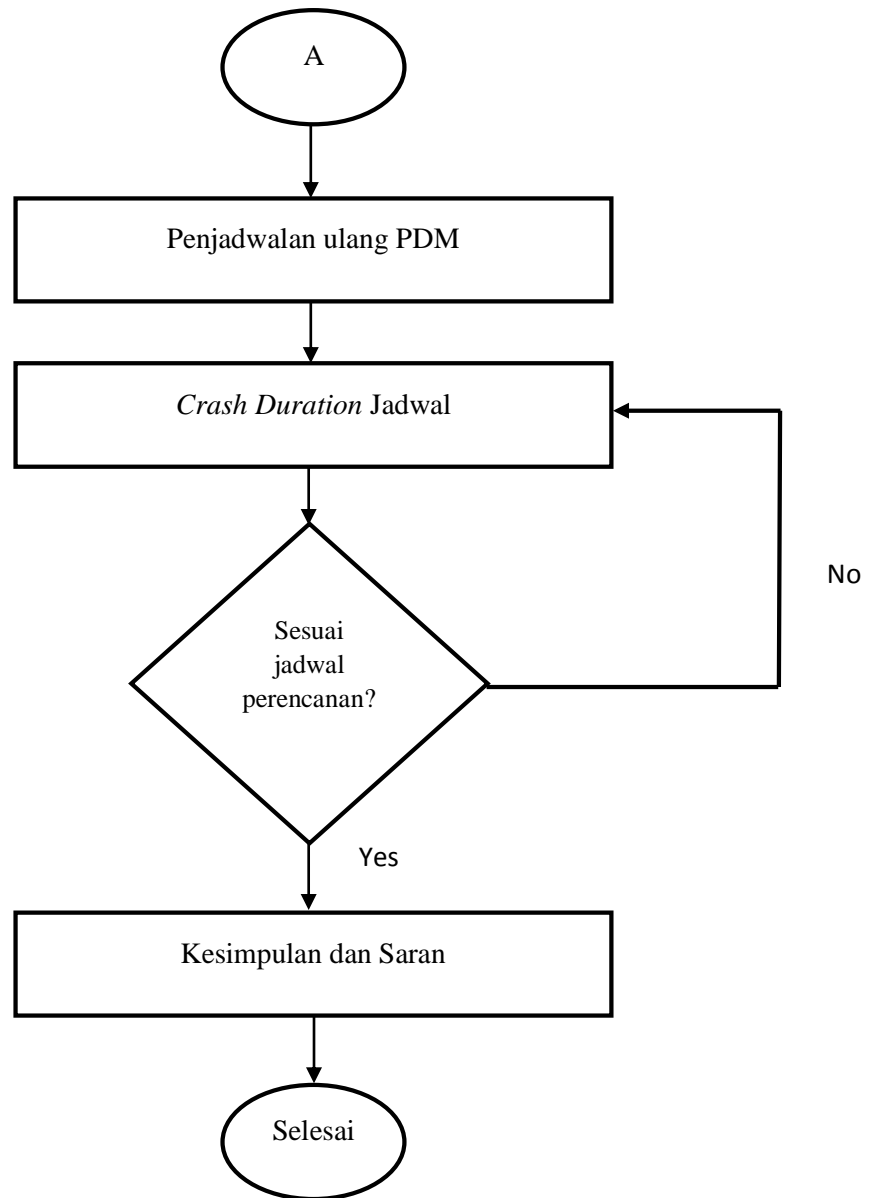 A
Penjadwalan ulang PDM
Crash Duration Jadwal
Sesuai
jadwal
perencanan?
No
Yes
Kesimpulan dan Saran
Selesai